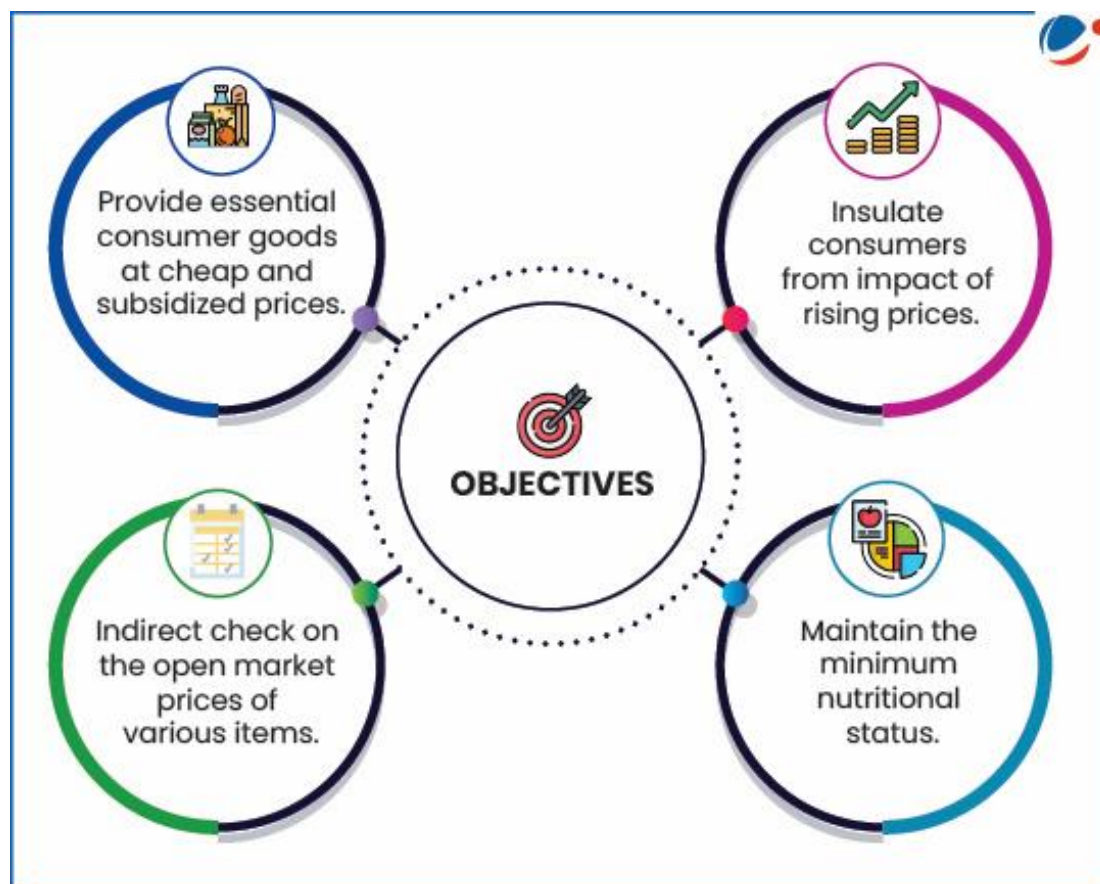 Provide essential
consumer goods
at cheap and
subsidized prices.
Insulate
consumers
from impact of
rising prices.
OBJECTIVES
Indirect check on
the open market
prices of
various items.
Maintain the
minimum
nutritional
status.